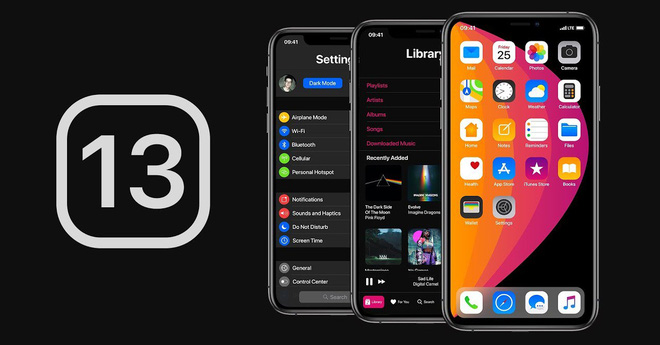 13
09:41
Setting
Dark Mode
Airplane Mode
Wi-Fi
Bluetooth
Cellular
Personal Hotspot
Notifications
Sounds and Haptics
Do Not Disturb
Screen Time
General
Control Center
Search
09:41
Library
Playlists
Artists
Albums
Songs
Downloaded Music
Recently Added
The Dark Side
Of The Moon
Pink Floyd
Evolve
Imagine Dragons
Sad Life
Digital Comet
Library
For You
Search
09:41
LTE
Friday
25
Mail
Calendar
Photos
Camera
Maps
Clock
Weather
Calculator
Home
Notes
Reminders
Files
Health
App Store
iTunes Store
Books
Wallet
Settings